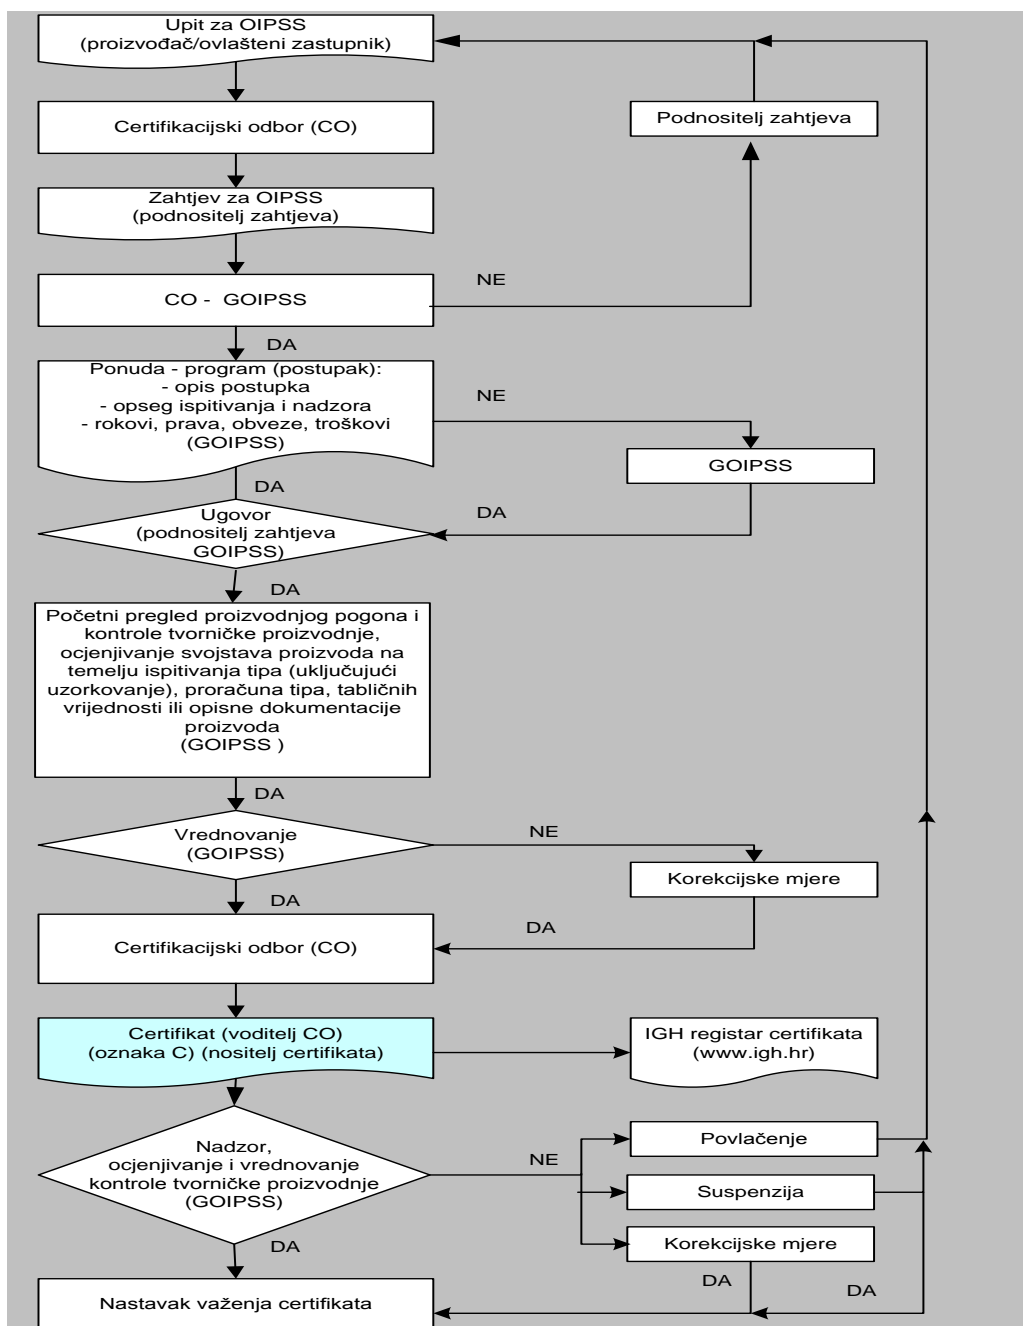 Upit za OIPSS
(proizvođač/ovlašteni zastupnik)
Certifikacijski odbor (CO)
Podnositelj zahtjeva
Zahtjev za OIPSS
(podnositelj zahtjeva)
CO - GOIPSS
NE
DA
Ponuda - program (postupak):
- opis postupka
- opseg ispitivanja i nadzora
- rokovi, prava, obveze, troškovi
(GOIPSS)
NE
GOIPSS
DA
DA
Ugovor
(podnositelj zahtjeva
GOIPSS)
DA
Početni pregled proizvodnjog pogona i
kontrole tvorničke proizvodnje,
ocjenjivanje svojstava proizvoda na
temelju ispitivanja tipa (uključujući
uzorkovanje), proračuna tipa, tabličnih
vrijednosti ili opisne dokumentacije
proizvoda
(GOIPSS )
DA
Vrednovanje
(GOIPSS)
NE
Korekcijske mjere
DA
DA
Certifikacijski odbor (CO)
Certifikat (voditelj CO)
(oznaka C) (nositelj certifikata)
IGH registar certifikata
(www.igh.hr)
Nadzor,
ocjenjivanje i vrednovanje
kontrole tvorničke proizvodnje
(GOIPSS)
NE
Povlačenje
Suspenzija
Korekcijske mjere
DA
DA
DA
Nastavak važenja certifikata